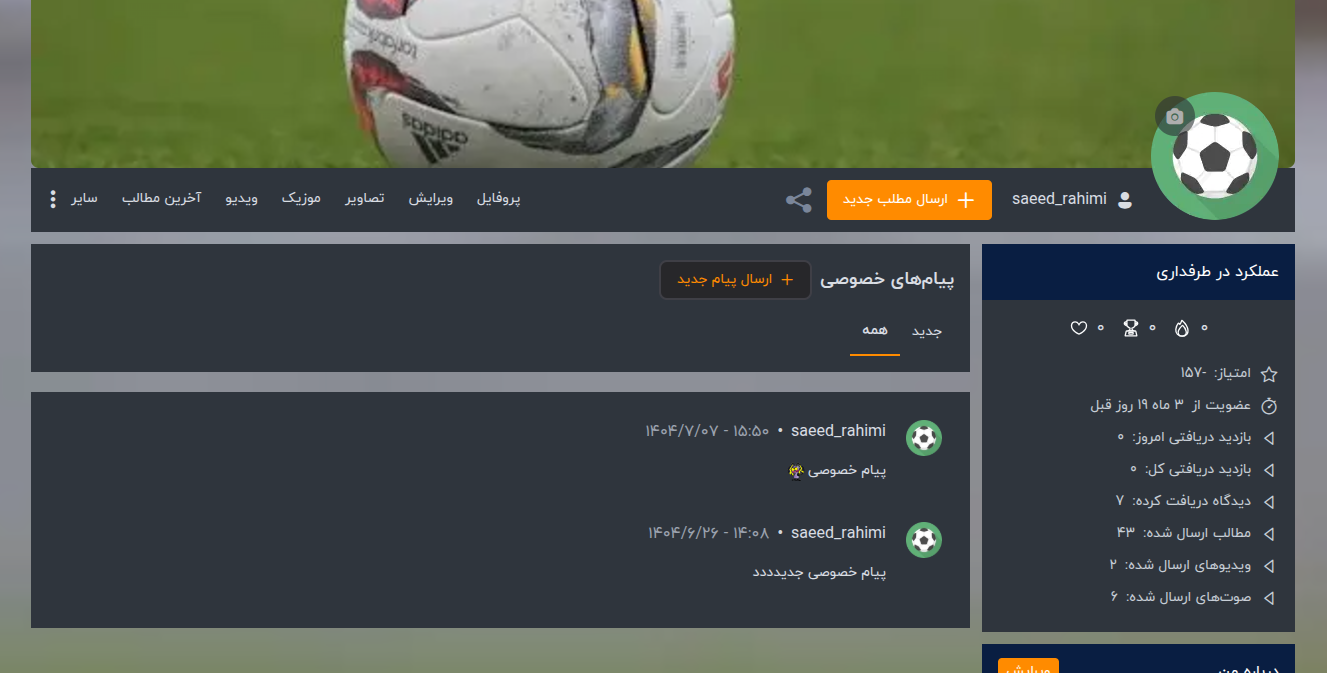 torfabrik
adidas
saeed_rahimi
ارسال مطلب جدید
پروفایل
ویرایش
تصاویر
موزیک
ویدیو
آخرین مطالب
سایر
عملکرد در طرفداری
۰ ۰ ۰
امتیاز: -۱۵۷
عضویت از ۳ ماه ۱۹ روز قبل
بازدید دریافتی امروز: ۰
بازدید دریافتی کل: ۰
دیدگاه دریافت کرده: ۷
مطالب ارسال شده: ۴۳
ویدیوهای ارسال شده: ۲
صوت‌های ارسال شده: ۶
درباره من
ویرایش
پیام‌های خصوصی
ارسال پیام جدید
جدید
همه
saeed_rahimi • ۱۵:۵۰ - ۱۴۰۴/۷/۰۷
پیام خصوصی
saeed_rahimi • ۱۴:۰۸ - ۱۴۰۴/۶/۲۶
پیام خصوصی جدیدددد